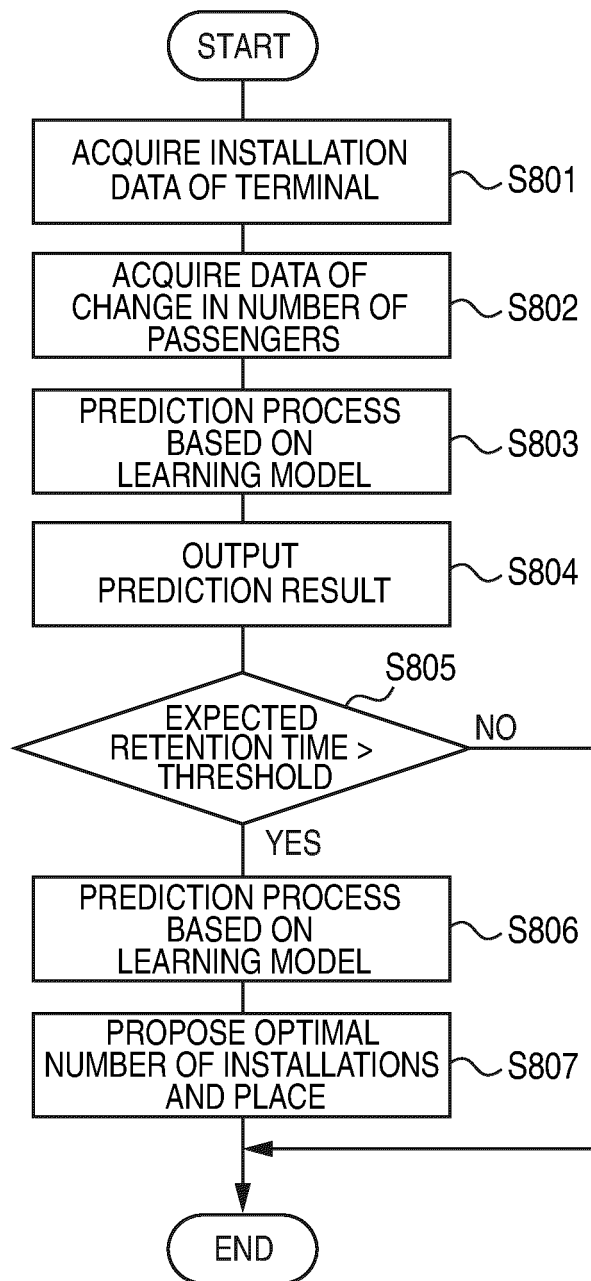 START
ACQUIRE INSTALLATION
DATA OF TERMINAL
S801
ACQUIRE DATA OF
CHANGE IN NUMBER OF
PASSENGERS
S802
PREDICTION PROCESS
BASED ON
LEARNING MODEL
S803
OUTPUT
PREDICTION RESULT
S804
S805
EXPECTED
RETENTION TIME >
THRESHOLD
NO
YES
PREDICTION PROCESS
BASED ON
LEARNING MODEL
S806
PROPOSE OPTIMAL
NUMBER OF INSTALLATIONS
AND PLACE
S807
END